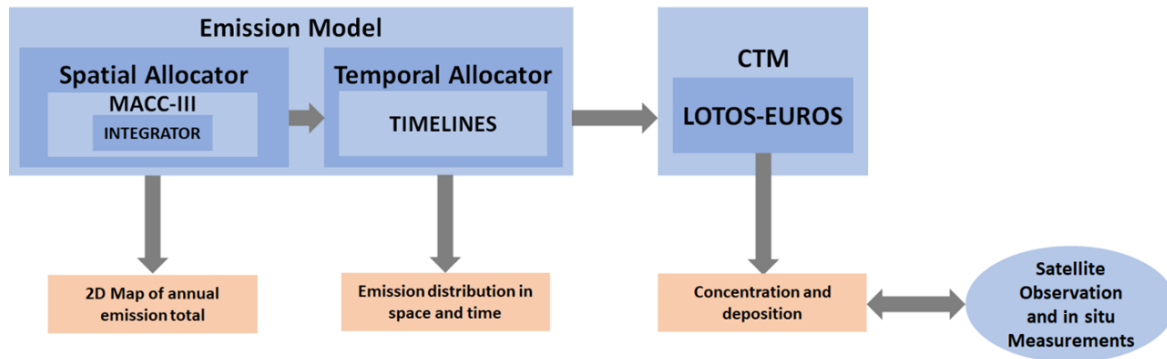 Emission Model
Spatial Allocator
MACC-III
INTEGRATOR
Temporal Allocator
TIMELINES
CTM
LOTOS-EUROS
2D Map of annual
emission total
Emission distribution in
space and time
Concentration and
deposition
Satellite
Observation
and in situ
Measurements